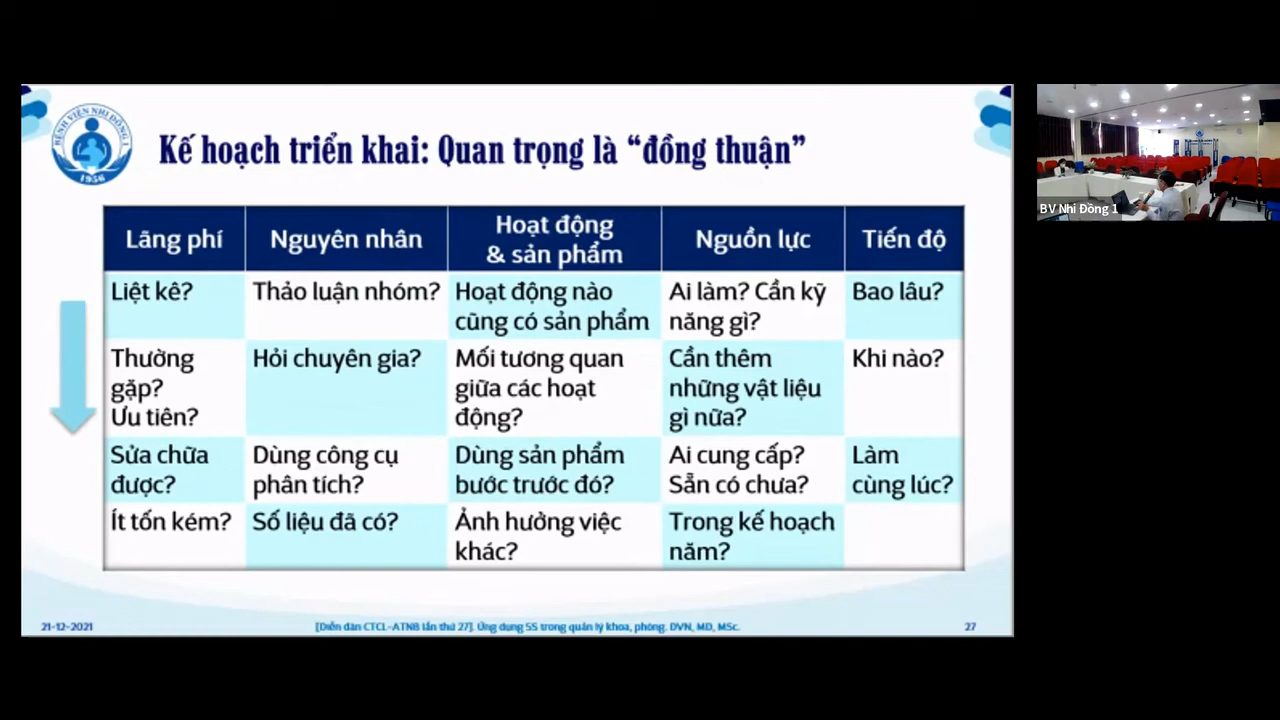 BỆNH VIỆN NHI ĐỒNG 1
1956
Kế hoạch triển khai: Quan trọng là “đồng thuận”
Lãng phí
Nguyên nhân
Hoạt động
& sản phẩm
Nguồn lực
Tiến độ
Liệt kê?
Thảo luận nhóm?
Hoạt động nào
cũng có sản phẩm
Ai làm? Cần kỹ
năng gì?
Bao lâu?
Thường
gặp?
Ưu tiên?
Hỏi chuyên gia?
Mối tương quan
giữa các hoạt
động?
Cần thêm
những vật liệu
gì nữa?
Khi nào?
Sửa chữa
được?
Dùng công cụ
phân tích?
Dùng sản phẩm
bước trước đó?
Ai cung cấp?
Sẵn có chưa?
Làm
cùng lúc?
Ít tốn kém?
Số liệu đã có?
Ảnh hưởng việc
khác?
Trong kế hoạch
năm?
21-12-2021
[Diễn đàn CTCL-ATNB lần thứ 27]. Ứng dụng 5S trong quản lý khoa, phòng. DVN, MD, MSc.
27
BV Nhi Đồng 1